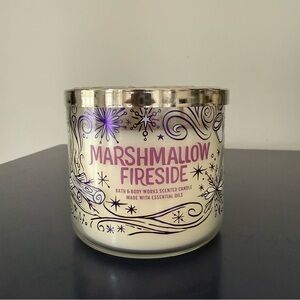 MARSHMALLOW
FIRESIDE
BATH & BODY WORKS SCENTED CANDLE
MADE WITH ESSENTIAL OILS